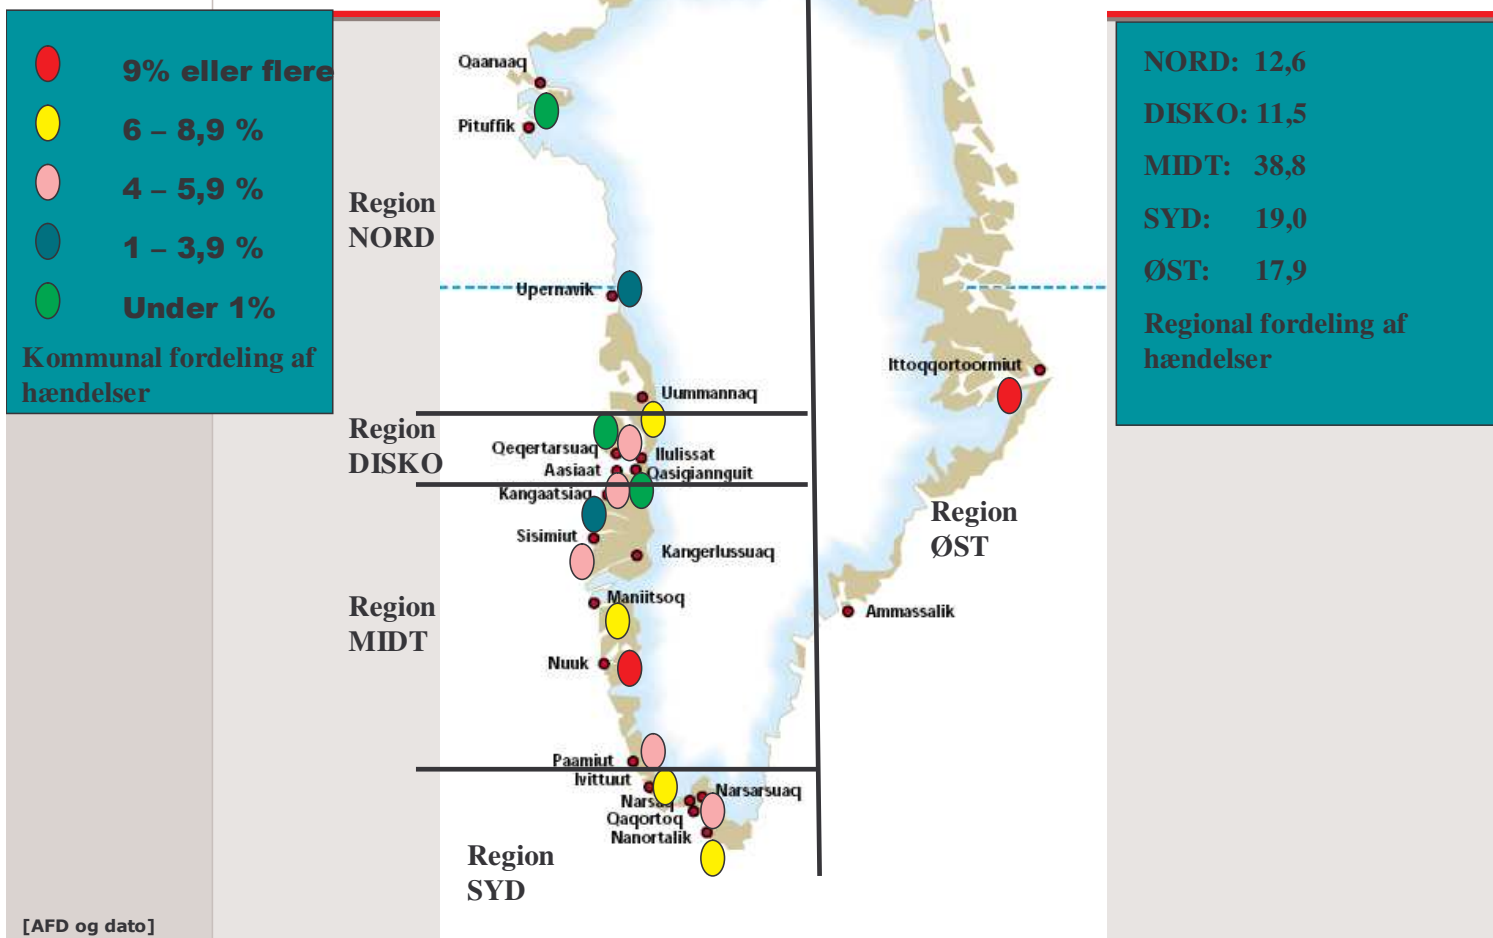 9% eller flere
6 – 8,9 %
4 – 5,9 %
1 – 3,9 %
Under 1%
Kommunal fordeling af
hændelser
Region
NORD
Region
DISKO
Region
MIDT
Region
SYD
Region
ØST
Qaanaaq
Pituffik
Upernavik
Uummannaq
Qeqertarsuaq
Ilulissat
Aasiaat
Qasigiannguit
Kangaatsiaq
Sisimiut
Kangerlussuaq
Maniitsoq
Nuuk
Paamiut
Ivittuut
Narsaq
Narsarsuaq
Qaqortoq
Nanortalik
Ittoqqortoormiut
Ammassalik
NORD: 12,6
DISKO: 11,5
MIDT: 38,8
SYD: 19,0
ØST: 17,9
Regional fordeling af
hændelser
[AFD og dato]